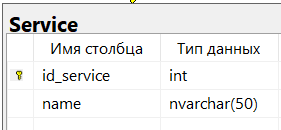 Service
Имя столбца Тип данных
id_service int
name nvarchar(50)